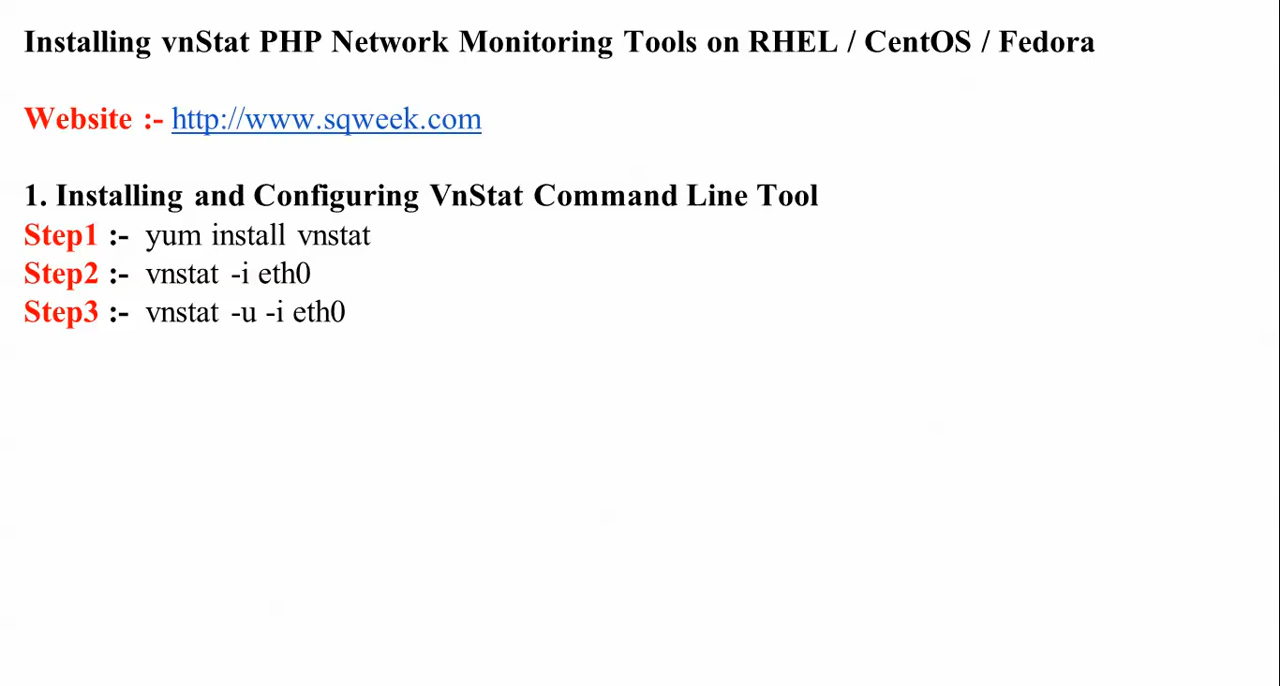 Installing vnStat PHP Network Monitoring Tools on RHEL / CentOS / Fedora
Website :- http://www.sqweek.com
1. Installing and Configuring VnStat Command Line Tool
Step1 :- yum install vnstat
Step2 :- vnstat -i eth0
Step3 :- vnstat -u -i eth0